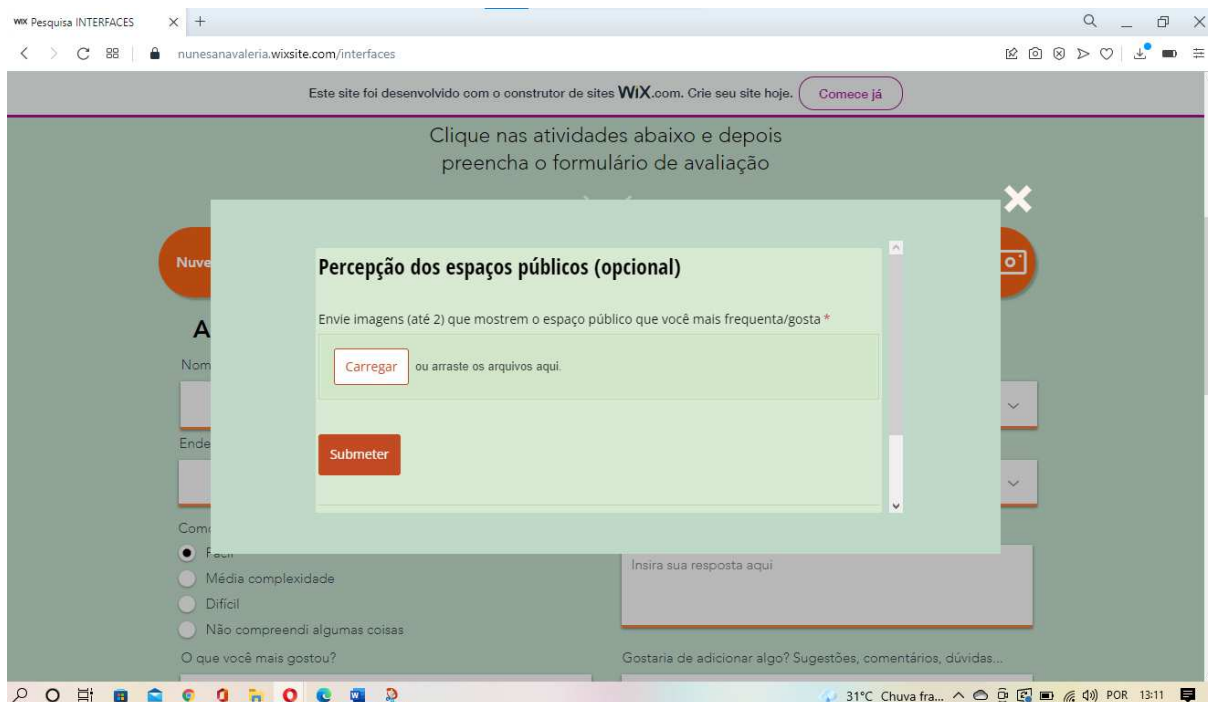 WIX Pesquisa INTERFACES
nunesanavaleria.wixsite.com/interfaces
Este site foi desenvolvido com o construtor de sites WiX.com. Crie seu site hoje. Comece já
Clique nas atividades abaixo e depois
preencha o formulário de avaliação
Nuve
Percepção dos espaços públicos (opcional)
Envie imagens (até 2) que mostrem o espaço público que você mais frequenta/gosta *
A
Nom
Carregar ou arraste os arquivos aqui.
Ende
Submeter
Como
Fácil
Insira sua resposta aqui
Média complexidade
Difícil
Não compreendi algumas coisas
O que você mais gostou? Gostaria de adicionar algo? Sugestões, comentários, dúvidas...
31°C Chuva fra... POR 13:11